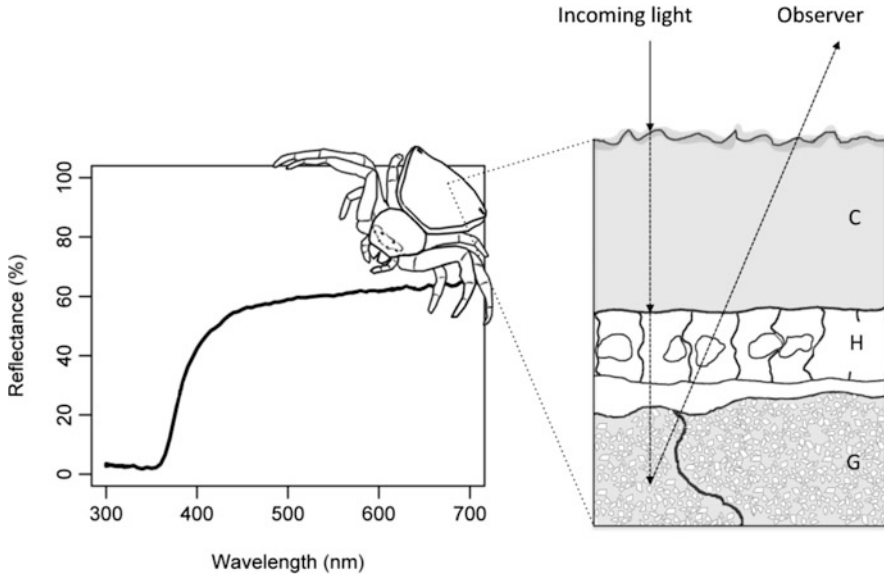 Incoming light
Observer
Reflectance (%)
100
80
60
40
20
0
300
400
500
600
700
Wavelength (nm)
C
H
G